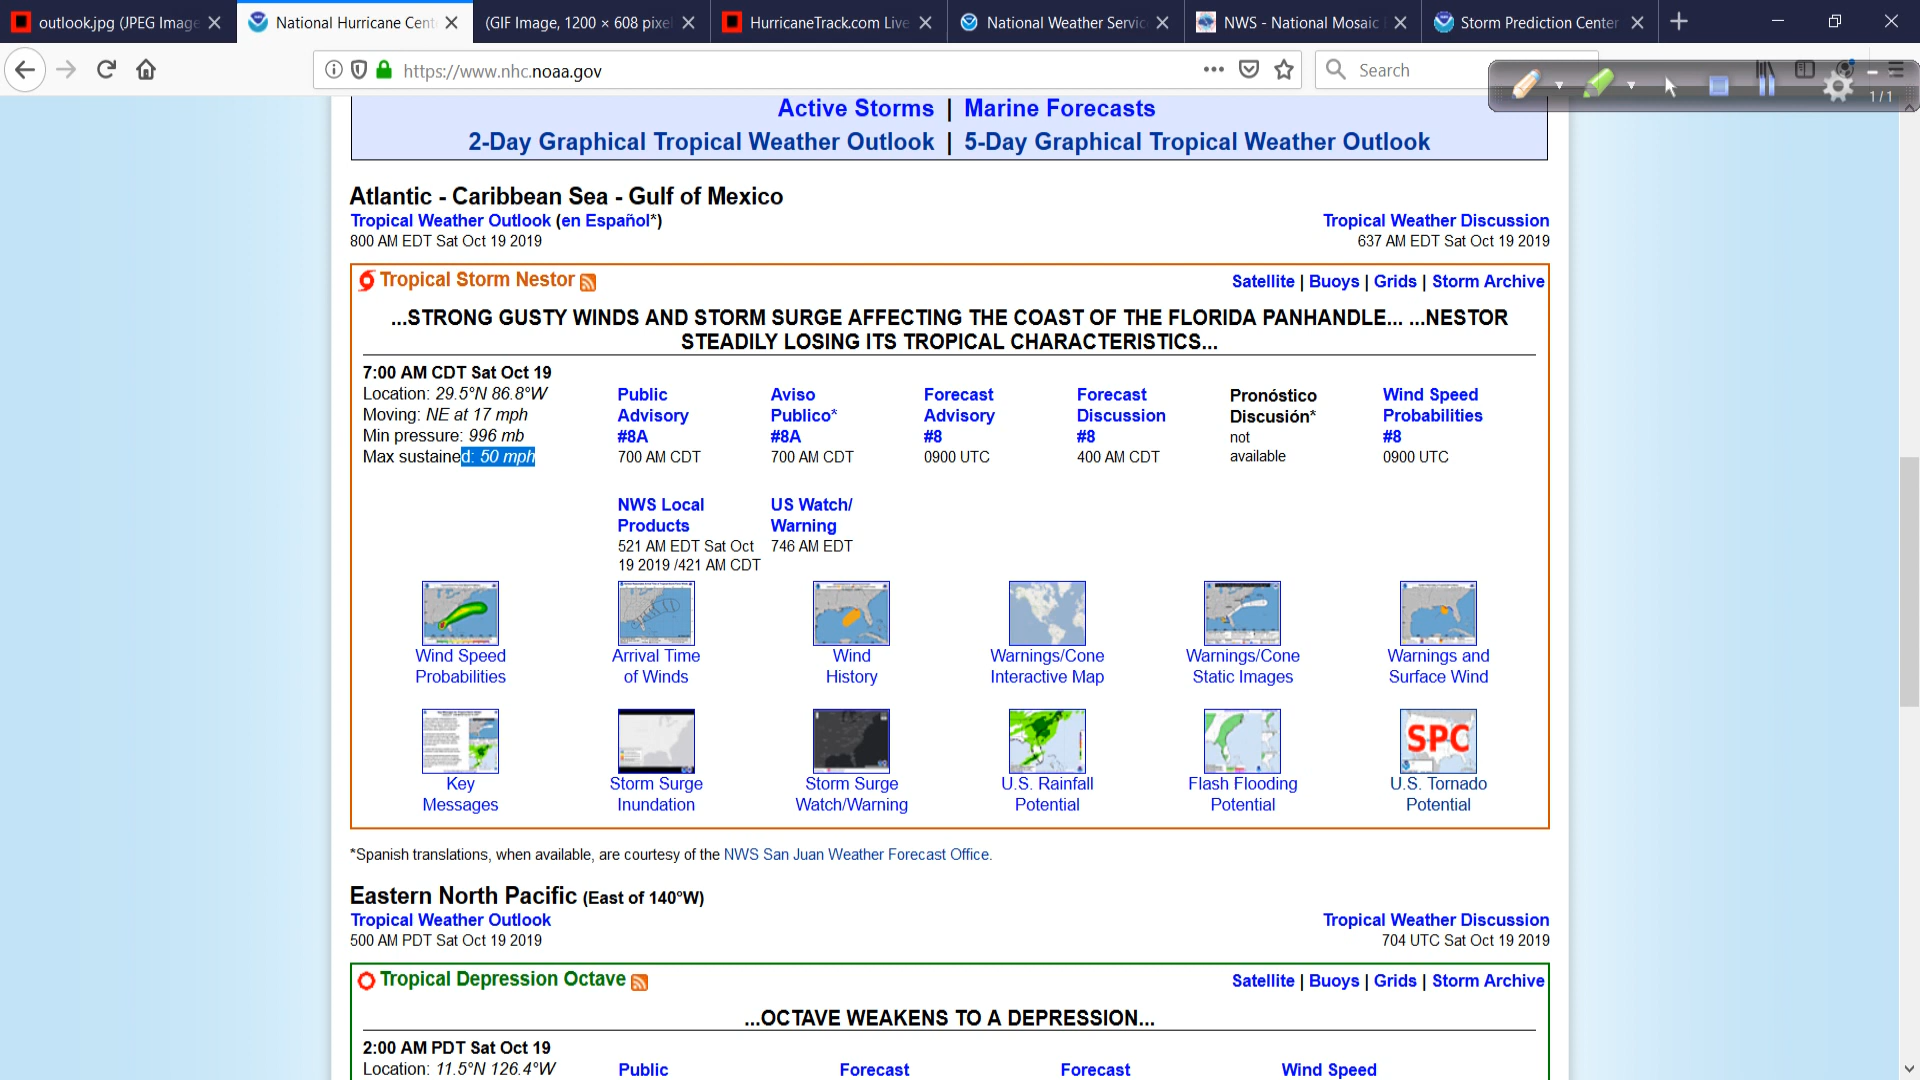 outlook.jpg (JPEG Image
National Hurricane Cent
(GIF Image, 1200 × 608 pixel
HurricaneTrack.com Live
National Weather Servic
NWS - National Mosaic
Storm Prediction Center
https://www.nhc.noaa.gov
Search
1/1
Active Storms | Marine Forecasts
2-Day Graphical Tropical Weather Outlook | 5-Day Graphical Tropical Weather Outlook
Atlantic - Caribbean Sea - Gulf of Mexico
Tropical Weather Outlook (en Español*)
Tropical Weather Discussion
800 AM EDT Sat Oct 19 2019
637 AM EDT Sat Oct 19 2019
Tropical Storm Nestor
Satellite | Buoys | Grids | Storm Archive
...STRONG GUSTY WINDS AND STORM SURGE AFFECTING THE COAST OF THE FLORIDA PANHANDLE... ...NESTOR
STEADILY LOSING ITS TROPICAL CHARACTERISTICS...
7:00 AM CDT Sat Oct 19
Location: 29.5°N 86.8°W
Moving: NE at 17 mph
Min pressure: 996 mb
Max sustained: 50 mph
Public
Advisory
#8A
700 AM CDT
Aviso
Publico*
#8A
700 AM CDT
Forecast
Advisory
#8
0900 UTC
Forecast
Discussion
#8
400 AM CDT
Pronóstico
Discusión*
not
available
Wind Speed
Probabilities
#8
0900 UTC
NWS Local
Products
521 AM EDT Sat Oct
19 2019 /421 AM CDT
US Watch/
Warning
746 AM EDT
Wind Speed
Probabilities
Arrival Time
of Winds
Wind
History
Warnings/Cone
Interactive Map
Warnings/Cone
Static Images
Warnings and
Surface Wind
SPC
Key
Messages
Storm Surge
Inundation
Storm Surge
Watch/Warning
U.S. Rainfall
Potential
Flash Flooding
Potential
U.S. Tornado
Potential
*Spanish translations, when available, are courtesy of the NWS San Juan Weather Forecast Office.
Eastern North Pacific (East of 140°W)
Tropical Weather Outlook
Tropical Weather Discussion
500 AM PDT Sat Oct 19 2019
704 UTC Sat Oct 19 2019
Tropical Depression Octave
Satellite | Buoys | Grids | Storm Archive
...OCTAVE WEAKENS TO A DEPRESSION...
2:00 AM PDT Sat Oct 19
Location: 11.5°N 126.4°W
Public
Forecast
Forecast
Wind Speed